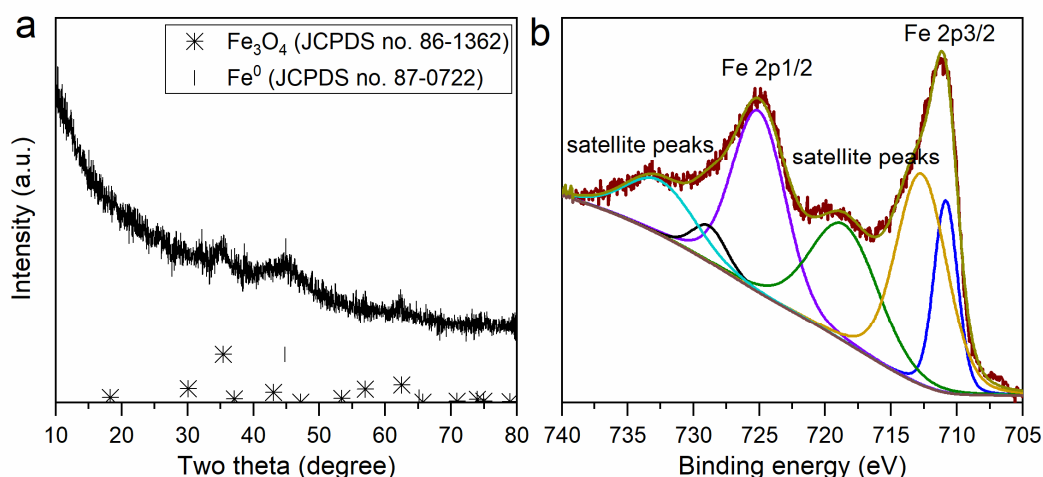 a
Fe₃O₄ (JCPDS no. 86-1362)
Fe⁰ (JCPDS no. 87-0722)
Intensity (a.u.)
10 20 30 40 50 60 70 80
Two theta (degree)
b
Fe 2p3/2
Fe 2p1/2
satellite peaks
satellite peaks
740 735 730 725 720 715 710 705
Binding energy (eV)